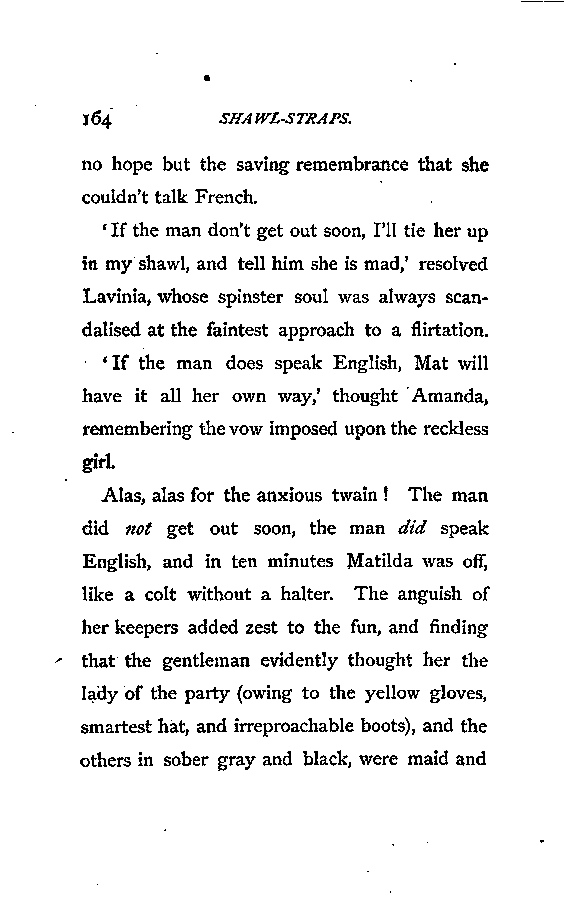 164 SHAWL-STRAPS.
no hope but the saving remembrance that she
couldn't talk French.
'If the man don't get out soon, I'll tie her up
in my shawl, and tell him she is mad,' resolved
Lavinia, whose spinster soul was always scan-
dalised at the faintest approach to a flirtation.
'If the man does speak English, Mat will
have it all her own way,' thought Amanda,
remembering the vow imposed upon the reckless
girl.
Alas, alas for the anxious twain! The man
did not get out soon, the man did speak
English, and in ten minutes Matilda was off,
like a colt without a halter. The anguish of
her keepers added zest to the fun, and finding
that the gentleman evidently thought her the
lady of the party (owing to the yellow gloves,
smartest hat, and irreproachable boots), and the
others in sober gray and black, were maid and